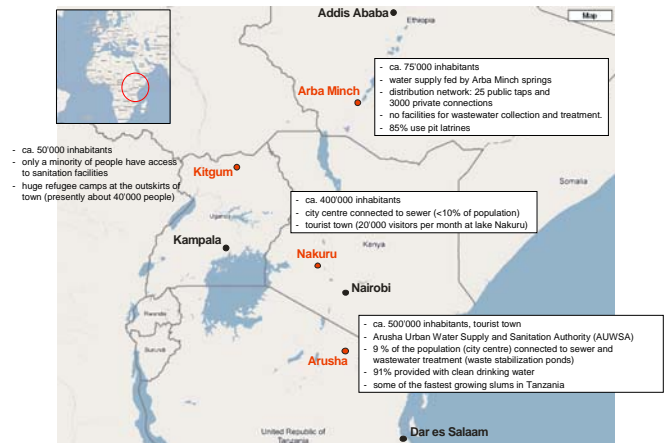 Addis Ababa
Ethiopia
Map
- ca. 75'000 inhabitants
- water supply fed by Arba Minch springs
- distribution network: 25 public taps and
3000 private connections
- no facilities for wastewater collection and treatment.
- 85% use pit latrines
Arba Minch
- ca. 50'000 inhabitants
- only a minority of people have access
to sanitation facilities
- huge refugee camps at the outskirts of
town (presently about 40'000 people)
Kitgum
Somalia
- ca. 400'000 inhabitants
- city centre connected to sewer (<10% of population)
- tourist town (20'000 visitors per month at lake Nakuru)
Uganda
Kampala
Kenya
Nakuru
Nairobi
Rwanda
Burundi
- ca. 500'000 inhabitants, tourist town
- Arusha Urban Water Supply and Sanitation Authority (AUWSA)
- 9 % of the population (city centre) connected to sewer and
wastewater treatment (waste stabilization ponds)
- 91% provided with clean drinking water
- some of the fastest growing slums in Tanzania
Arusha
United Republic of
Tanzania
Dar es Salaam